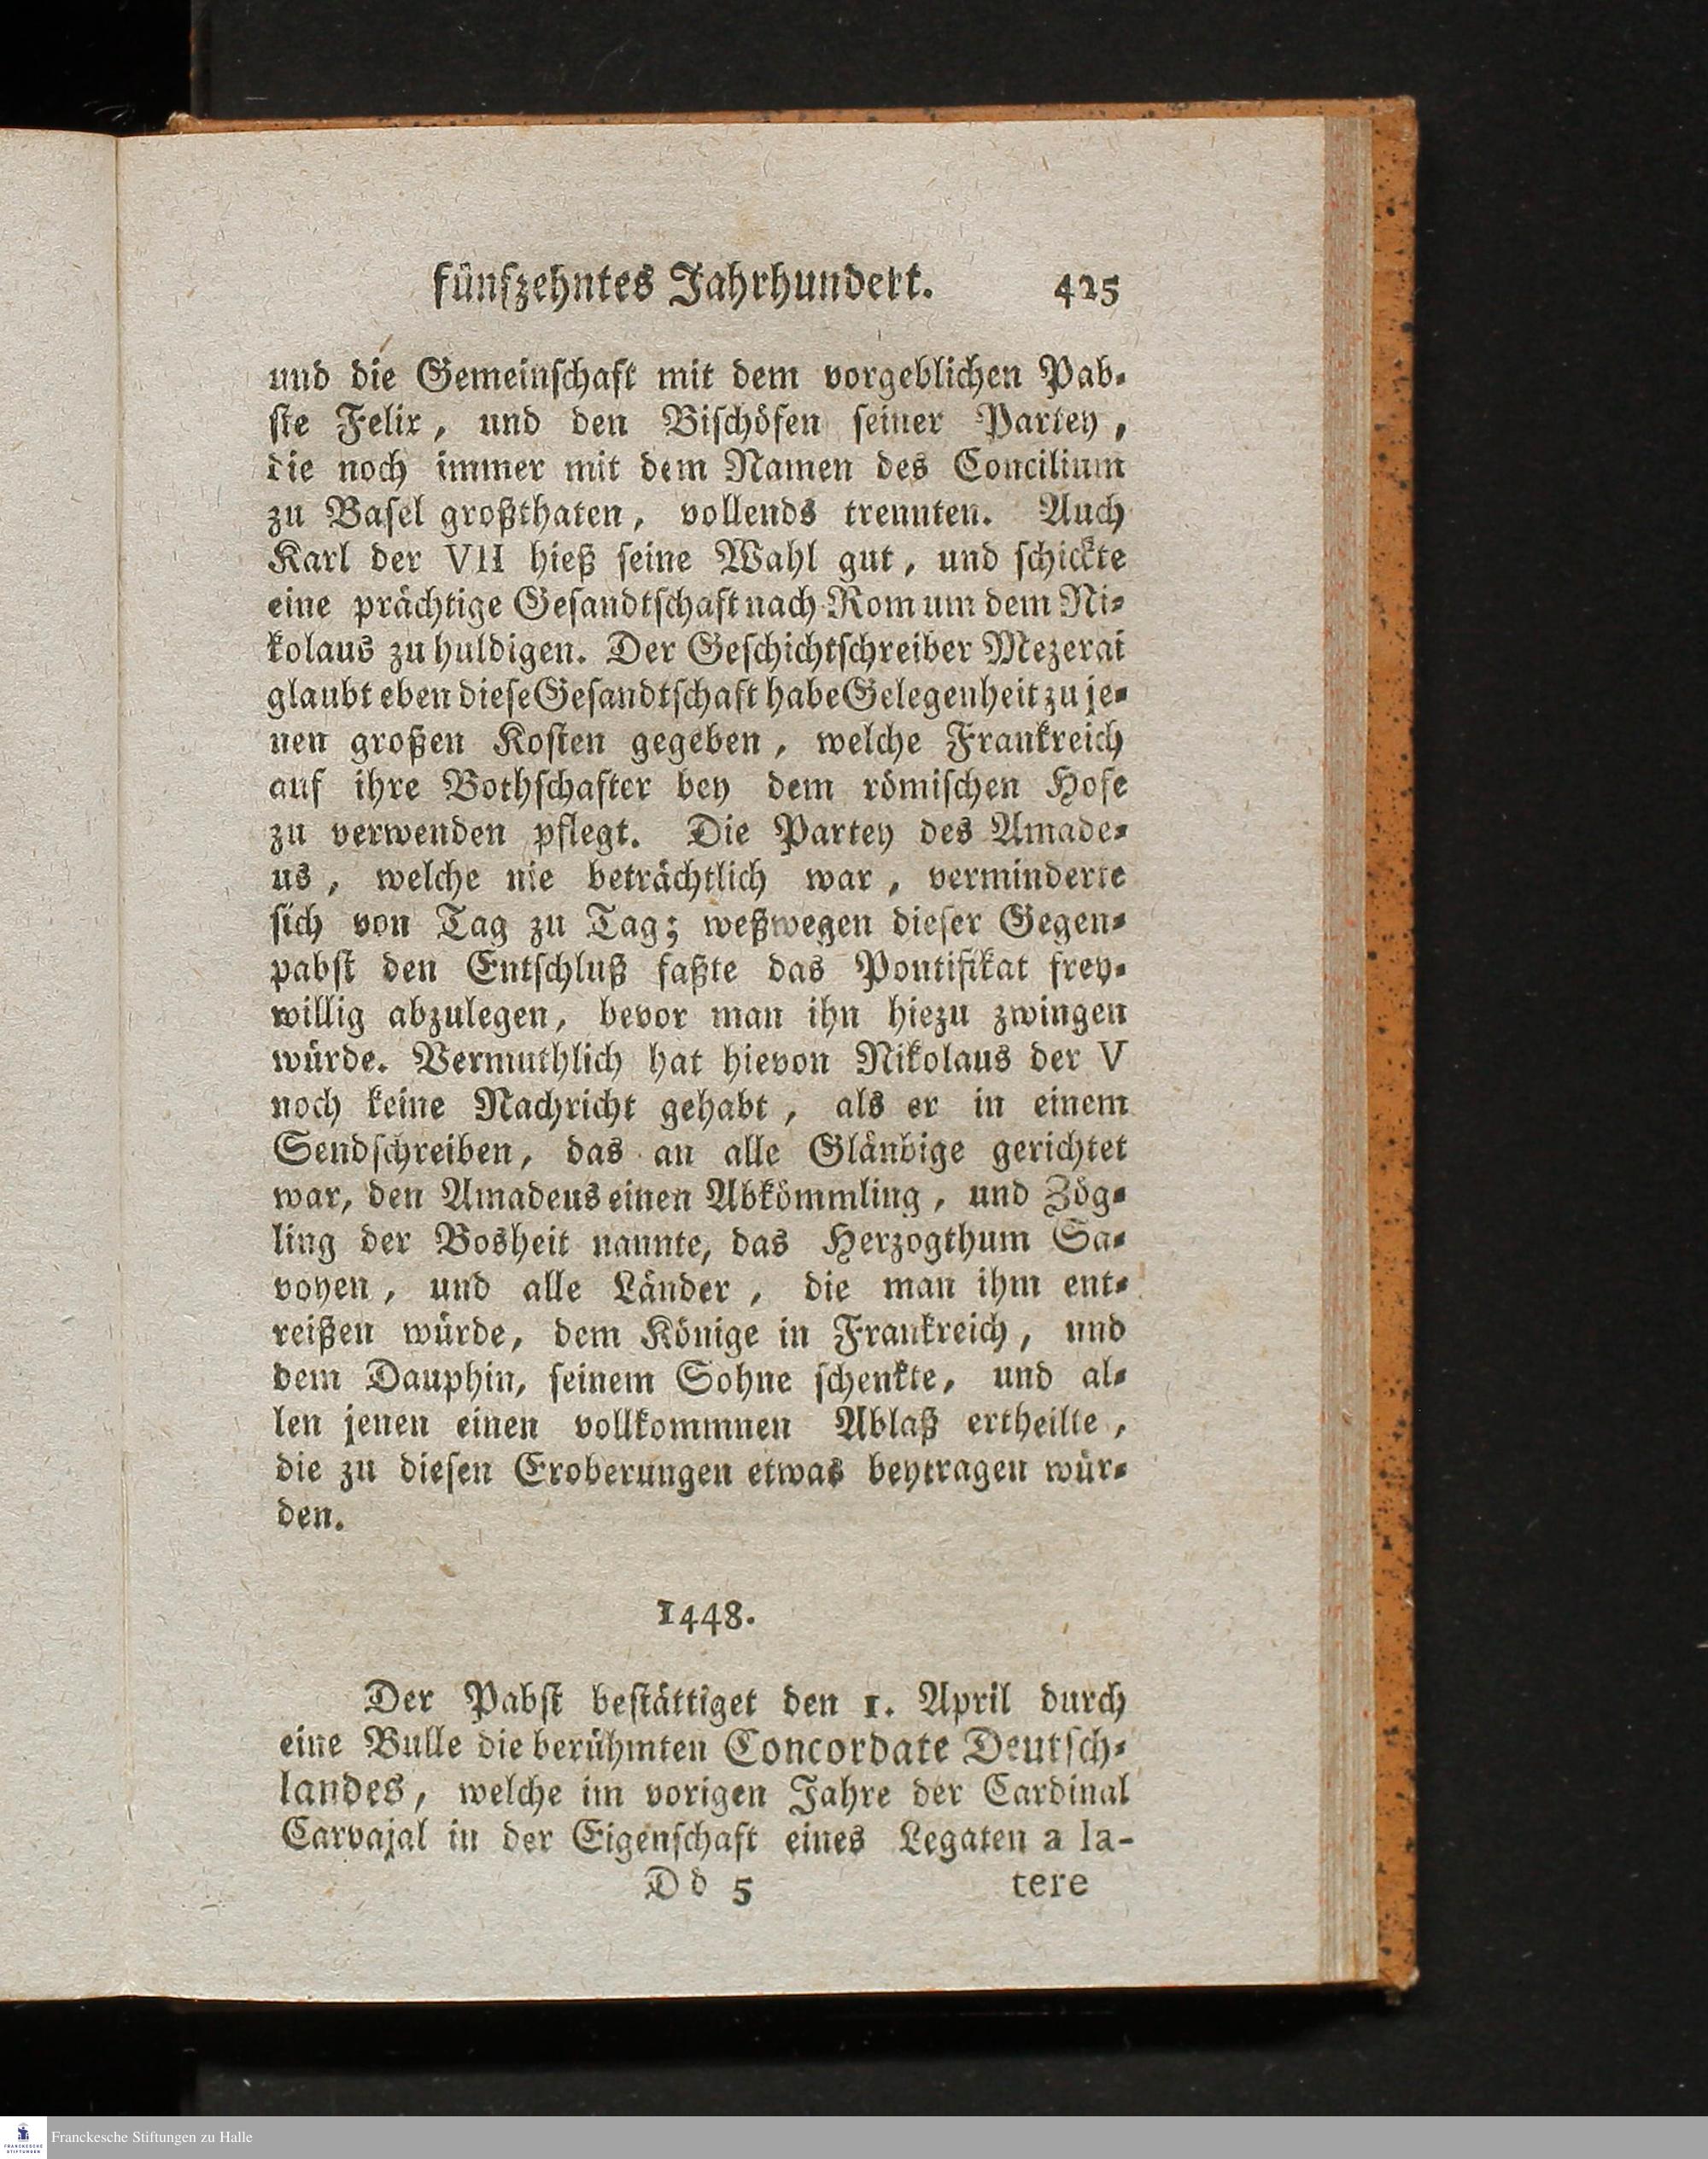 fünfzehntes Jahrhundert. 425
und die Gemeinschaft mit dem vorgeblichen Pab-
ste Felix, und den Bischöfen seiner Partey,
die noch immer mit dem Namen des Concilium
zu Basel großthaten, vollends trennten. Auch
Karl der VII hieß seine Wahl gut, und schickte
eine prächtige Gesandtschaft nach Rom um dem Ni-
kolaus zu huldigen. Der Geschichtschreiber Mezerai
glaubt eben diese Gesandtschaft habe Gelegenheit zu je-
nen großen Kosten gegeben, welche Frankreich
auf ihre Bothschafter bey dem römischen Hofe
zu verwenden pflegt. Die Partey des Amade-
us, welche nie beträchtlich war, verminderte
sich von Tag zu Tag; weßwegen dieser Gegen-
pabst den Entschluß faßte das Pontifikat frey-
willig abzulegen, bevor man ihn hiezu zwingen
würde. Vermuthlich hat hievon Nikolaus der V
noch keine Nachricht gehabt, als er in einem
Sendschreiben, das an alle Gläubige gerichtet
war, den Amadeus einen Abkömmling, und Zög-
ling der Bosheit nannte, das Herzogthum Sa-
voyen, und alle Länder, die man ihm ent-
reißen würde, dem Könige in Frankreich, und
dem Dauphin, seinem Sohne schenkte, und al-
len jenen einen vollkommnen Ablaß ertheilte,
die zu diesen Eroberungen etwas beytragen wür-
den.
1448.
Der Pabst bestättiget den 1. April durch
eine Bulle die berühmten Concordate Deutsch-
landes, welche im vorigen Jahre der Cardinal
Carvajal in der Eigenschaft eines Legaten a la-
Dd 5 tere
FRANCKESCHE STIFTUNGEN Franckesche Stiftungen zu Halle